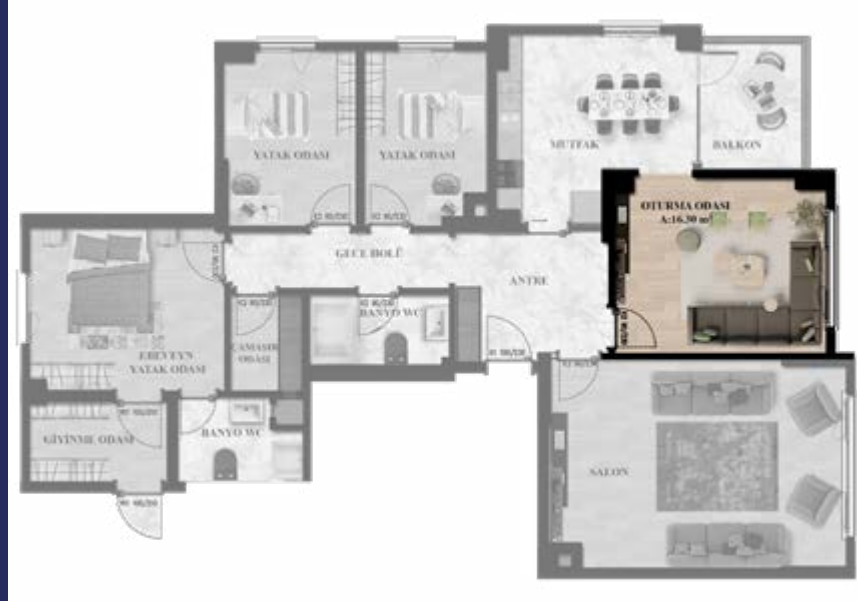 YATAK ODASI
YATAK ODASI
MUTFAK
BALKON
OTURMA ODASI
A:16.30 m²
GECE HOLÜ
ANTRE
BANYO WC
ÇAMAŞIR
ODASI
EBEVEYN
YATAK ODASI
GİYİNME ODASI
BANYO WC
SALON